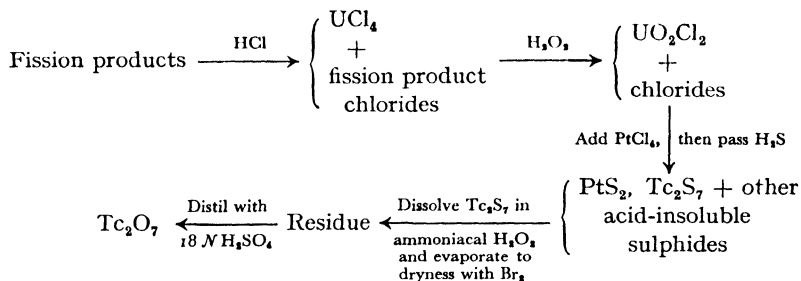 Fission products
HCl
UCl₄
+
fission product
chlorides
H₂O₂
UO₂Cl₂
+
chlorides
Add PtCl₄, then pass H₂S
PtS₂, Tc₂S₇ + other
acid-insoluble
sulphides
Dissolve Tc₂S₇ in
ammoniacal H₂O₂
and evaporate to
dryness with Br₂
Residue
Distil with
18 N H₂SO₄
Tc₂O₇